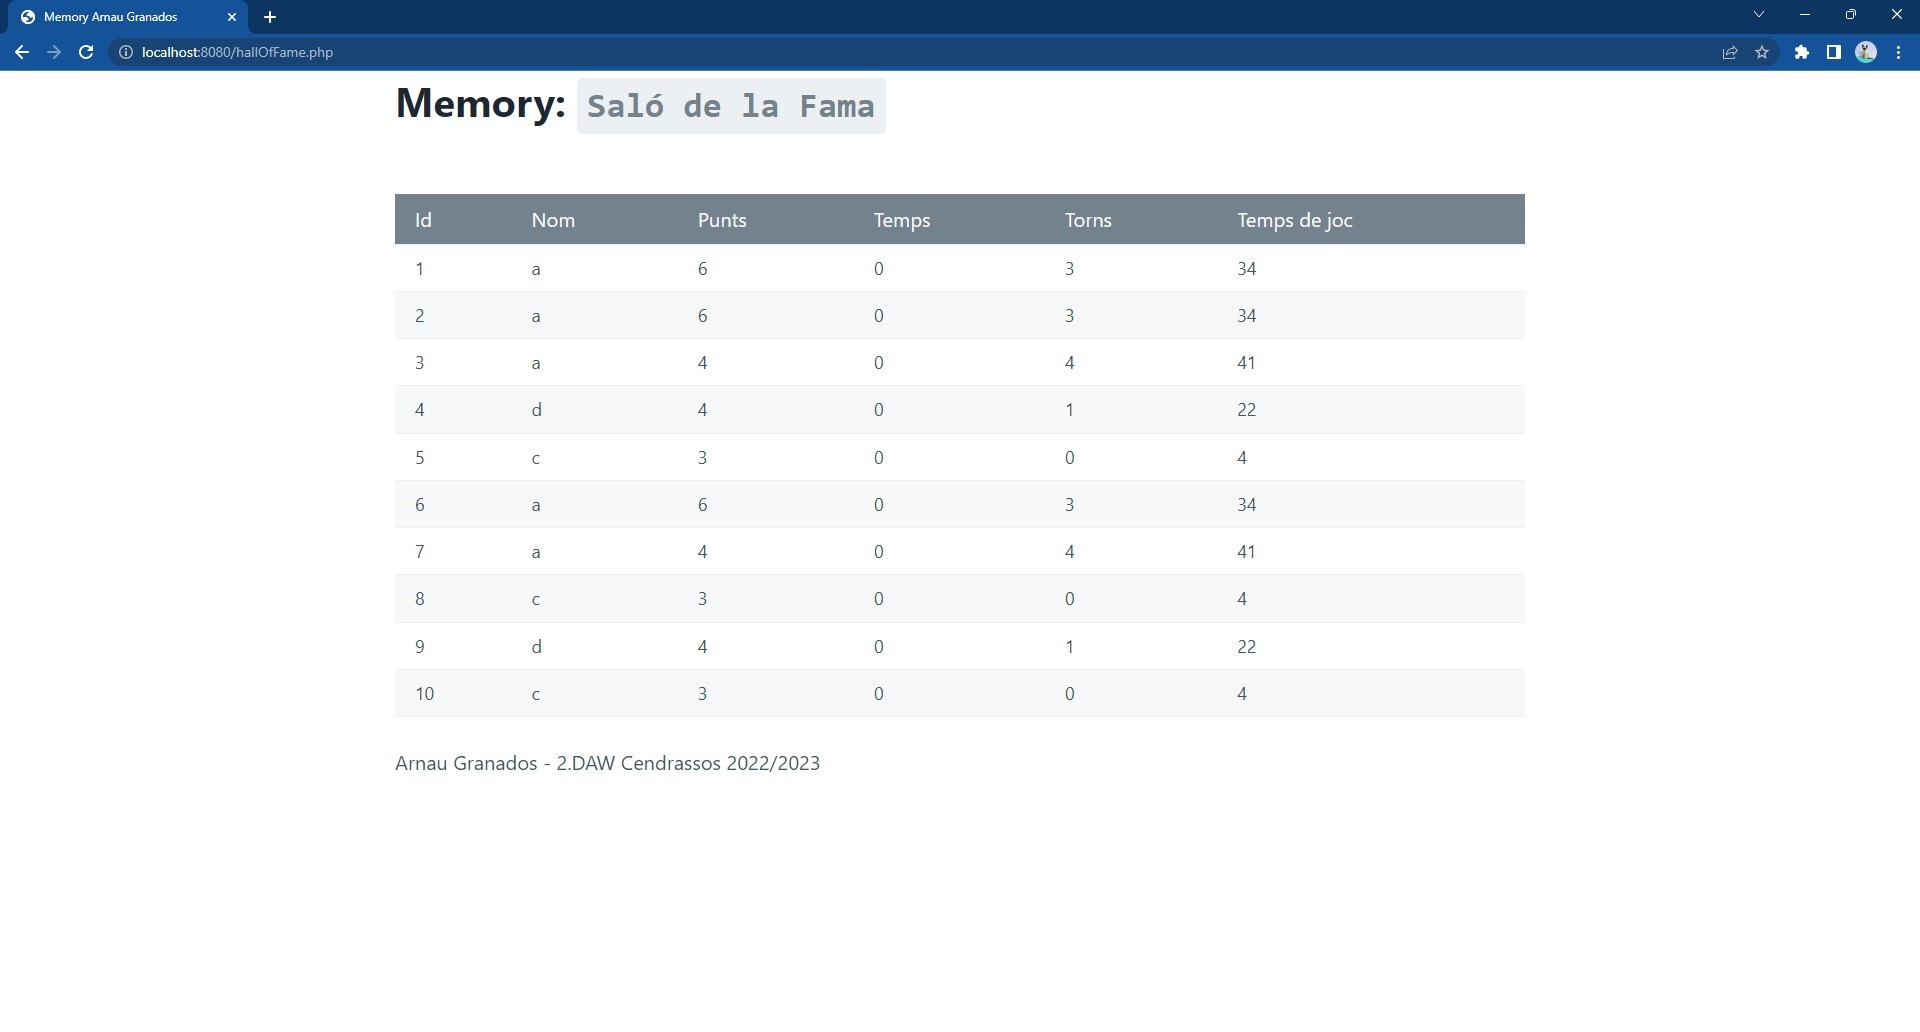 Memory Arnau Granados
localhost:8080/hallOfFame.php
Memory: Saló de la Fama
Id Nom Punts Temps Torns Temps de joc
1 a 6 0 3 34
2 a 6 0 3 34
3 a 4 0 4 41
4 d 4 0 1 22
5 c 3 0 0 4
6 a 6 0 3 34
7 a 4 0 4 41
8 c 3 0 0 4
9 d 4 0 1 22
10 c 3 0 0 4
Arnau Granados - 2.DAW Cendrassos 2022/2023